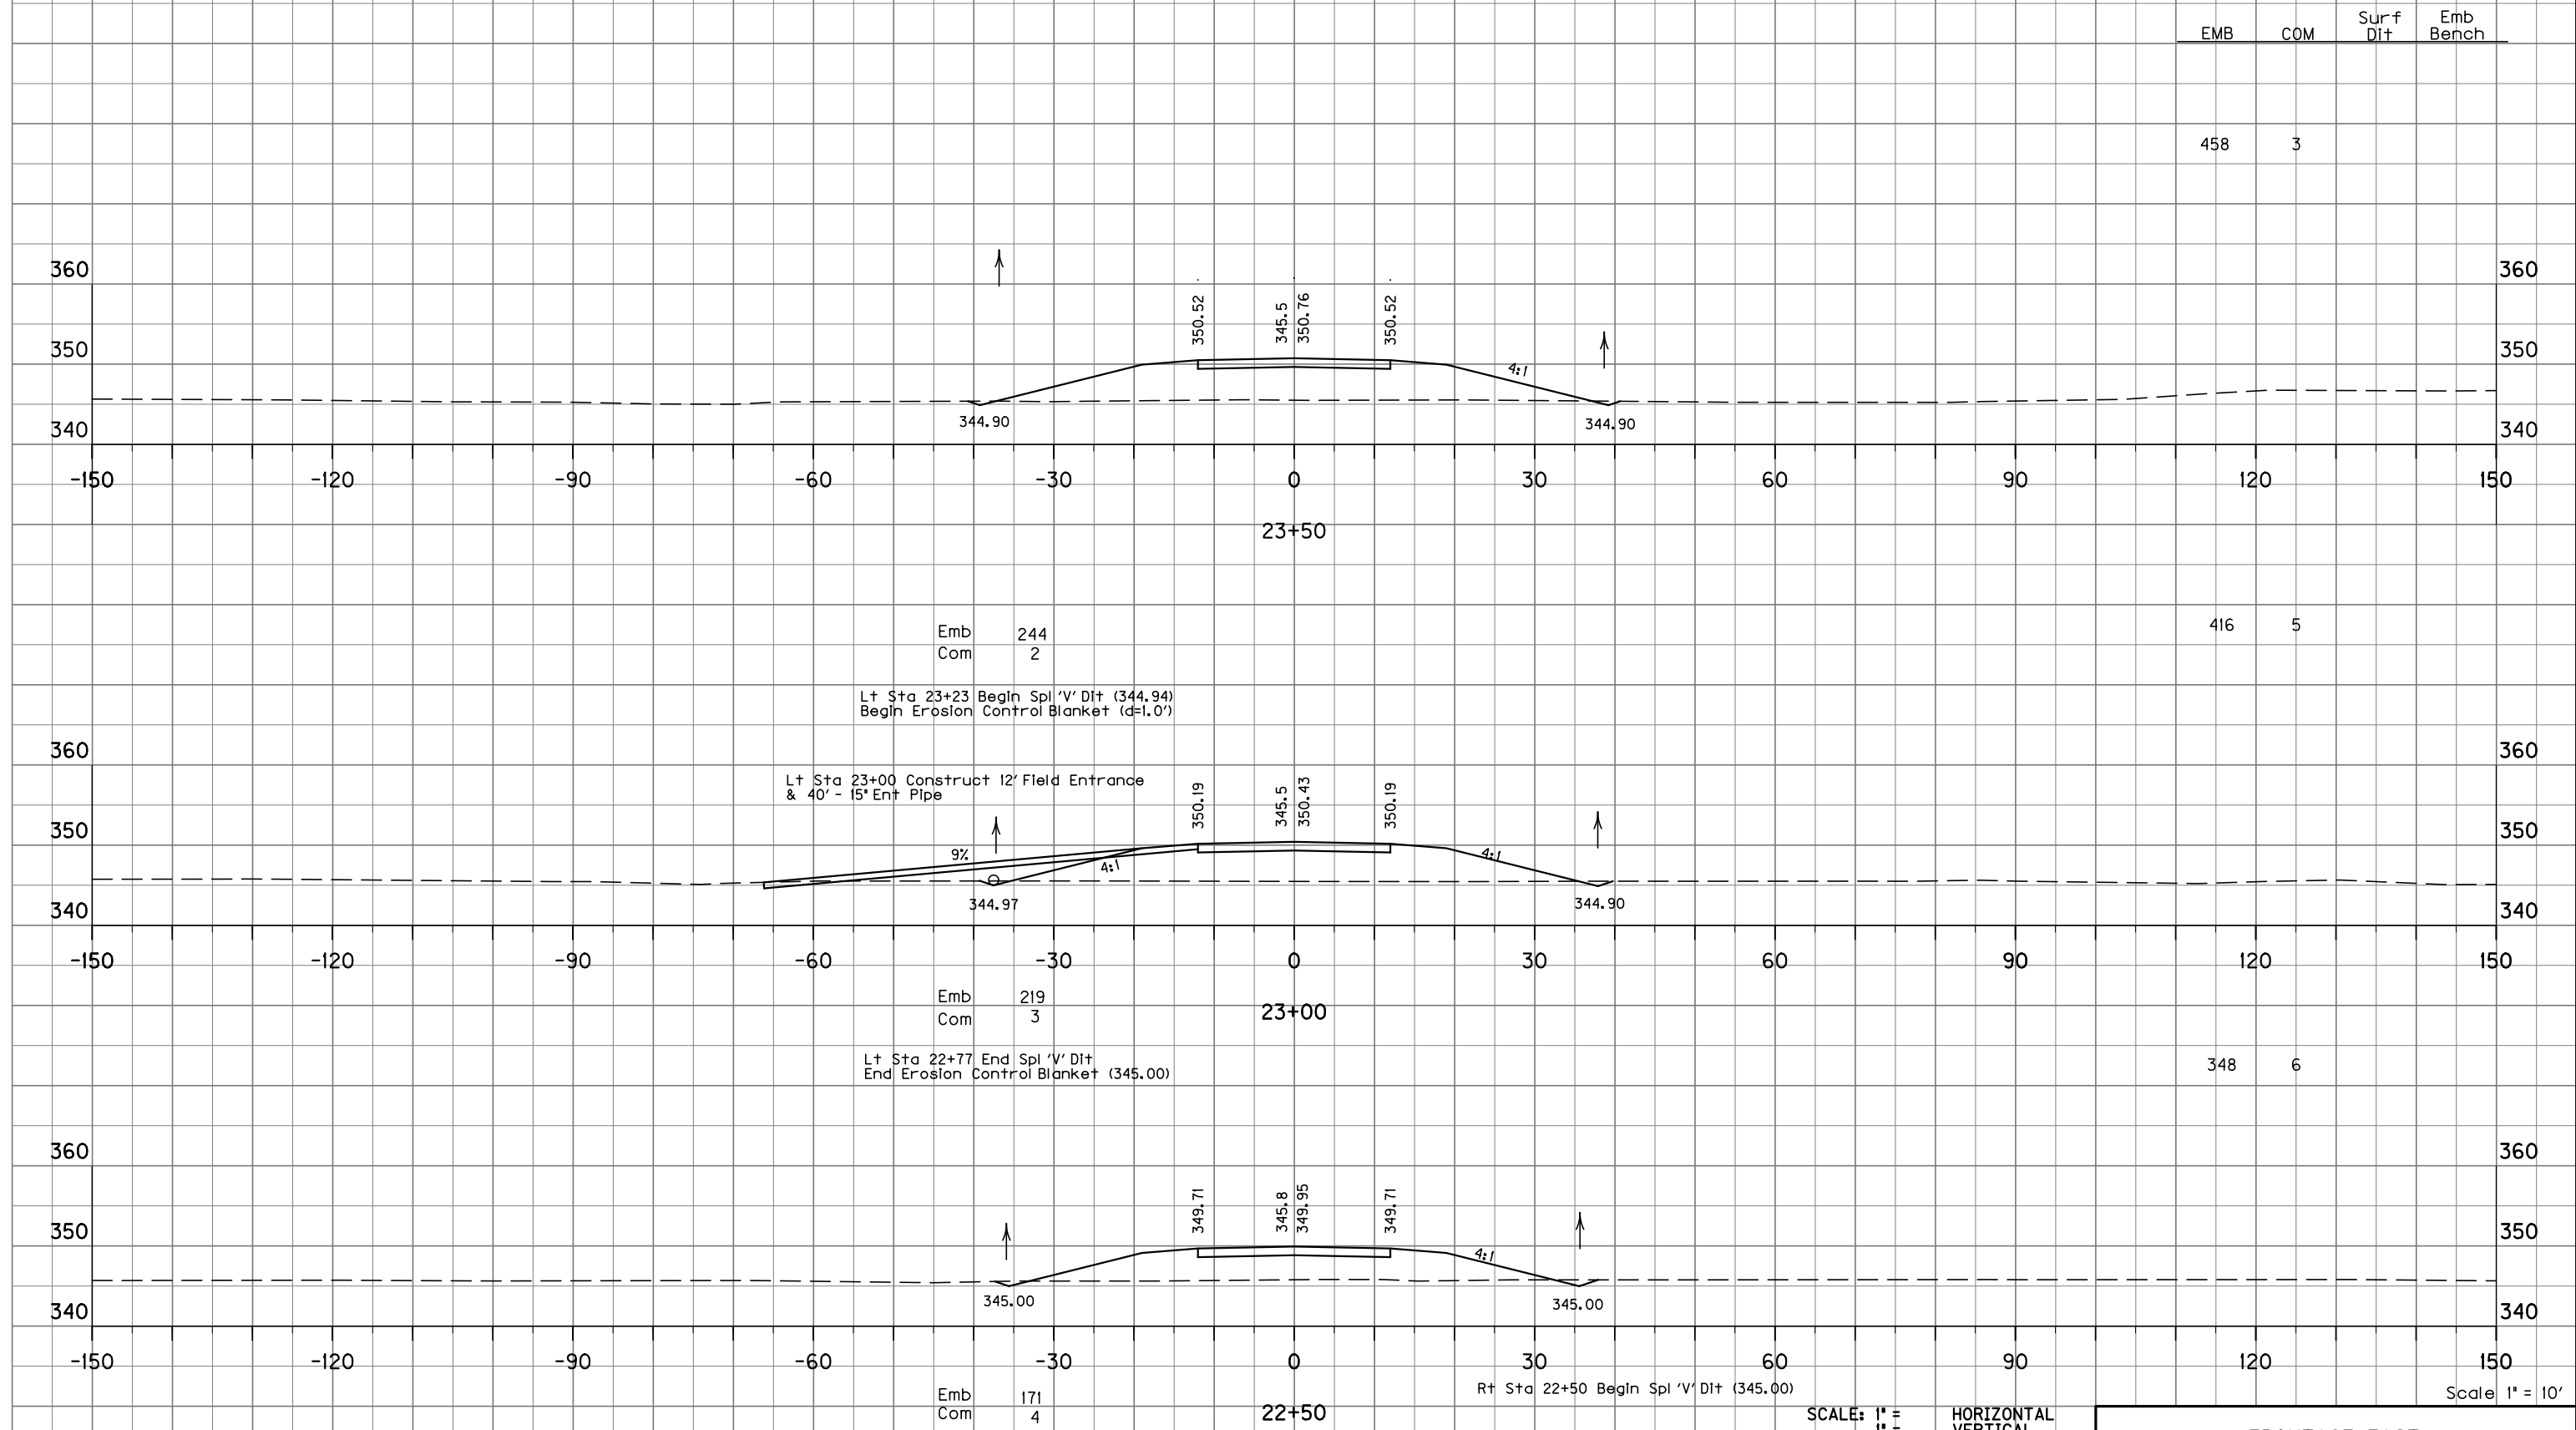 EMB COM Surf Dit Emb Bench
458 3
360 360
350.52 345.5 350.76 350.52
350 4:1 350
344.90 344.90
340 340
-150 -120 -90 -60 -30 0 30 60 90 120 150
23+50
Emb 244 416 5
Com 2
Lt Sta 23+23 Begin Spl 'V' Dit (344.94)
Begin Erosion Control Blanket (d=1.0')
360 360
Lt Sta 23+00 Construct 12' Field Entrance
& 40' - 15" Ent Pipe
350.19 345.5 350.43 350.19
350 350
9% 4:1 4:1
344.97 344.90
340 340
-150 -120 -90 -60 -30 0 30 60 90 120 150
Emb 219
Com 3 23+00
Lt Sta 22+77 End Spl 'V' Dit
End Erosion Control Blanket (345.00)
348 6
360 360
349.71 345.8 349.95 349.71
350 350
4:1
345.00 345.00
340 340
-150 -120 -90 -60 -30 0 30 60 90 120 150
Rt Sta 22+50 Begin Spl 'V' Dit (345.00)
Scale 1" = 10'
Emb 171
Com 4 22+50
SCALE: 1" = HORIZONTAL
1" = VERTICAL